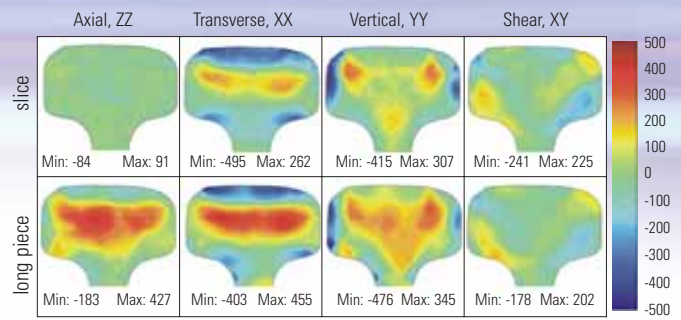 Axial, ZZ Transverse, XX Vertical, YY Shear, XY
slice
Min: -84 Max: 91 Min: -495 Max: 262 Min: -415 Max: 307 Min: -241 Max: 225
long piece
Min: -183 Max: 427 Min: -403 Max: 455 Min: -476 Max: 345 Min: -178 Max: 202
500
400
300
200
100
0
-100
-200
-300
-400
-500